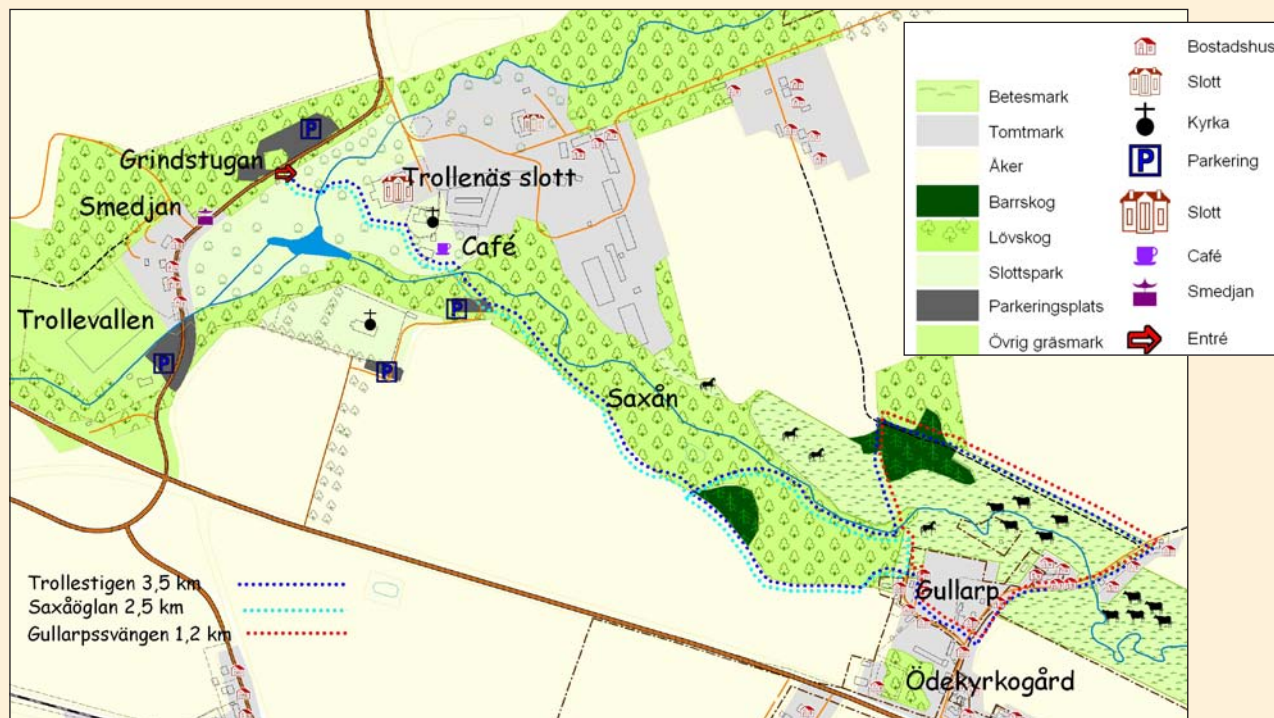 Grindstugan
Smedjan
Trollenäs slott
Café
Trollevallen
Saxån
Gullarp
Ödekyrkogård
P
P
P
P
Trollestigen 3,5 km
Saxåöglan 2,5 km
Gullarpssvängen 1,2 km
Betesmark
Tomtmark
Åker
Barrskog
Lövskog
Slottspark
Parkeringsplats
Övrig gräsmark
Bostadshus
Slott
Kyrka
P Parkering
Slott
Café
Smedjan
Entré